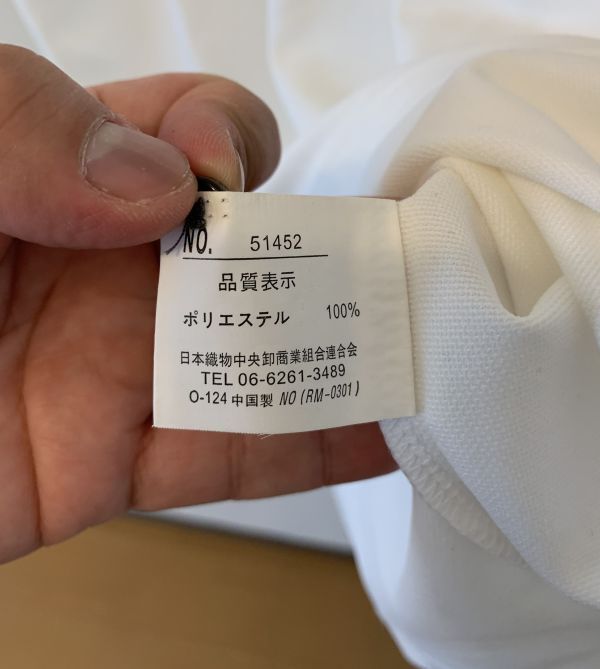 NO. 51452
品質表示
ポリエステル 100%
日本織物中央卸商業組合連合会
TEL 06-6261-3489
O-124 中国製 NO (RM-0301)